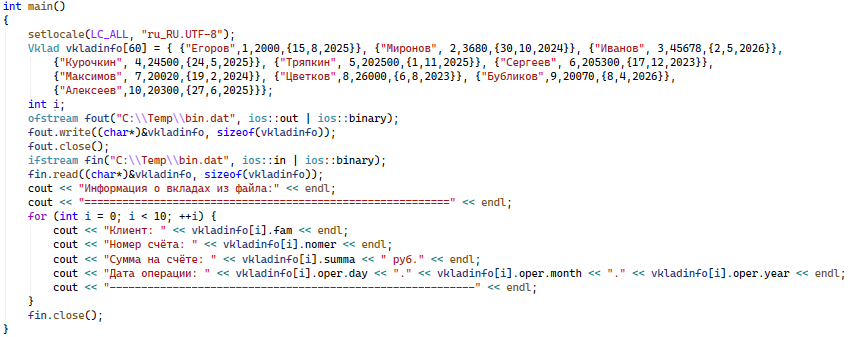 int main()
{
    setlocale(LC_ALL, "ru_RU.UTF-8");
    Vklad vkladinfo[60] = { {"Егоров",1,2000,{15,8,2025}}, {"Миронов", 2,3680,{30,10,2024}}, {"Иванов", 3,45678,{2,5,2026}},
        {"Курочкин", 4,24500,{24,5,2025}}, {"Тряпкин", 5,202500,{1,11,2025}}, {"Сергеев", 6,205300,{17,12,2023}},
        {"Максимов", 7,20020,{19,2,2024}}, {"Цветков",8,26000,{6,8,2023}}, {"Бубликов",9,20070,{8,4,2026}},
        {"Алексеев",10,20300,{27,6,2025}}};
    int i;
    ofstream fout("C:\\Temp\\bin.dat", ios::out | ios::binary);
    fout.write((char*)&vkladinfo, sizeof(vkladinfo));
    fout.close();
    ifstream fin("C:\\Temp\\bin.dat", ios::in | ios::binary);
    fin.read((char*)&vkladinfo, sizeof(vkladinfo));
    cout << "Информация о вкладах из файла:" << endl;
    cout << "==========================================================" << endl;
    for (int i = 0; i < 10; ++i) {
        cout << "Клиент: " << vkladinfo[i].fam << endl;
        cout << "Номер счёта: " << vkladinfo[i].nomer << endl;
        cout << "Сумма на счёте: " << vkladinfo[i].summa << " руб." << endl;
        cout << "Дата операции: " << vkladinfo[i].oper.day << "." << vkladinfo[i].oper.month << "." << vkladinfo[i].oper.year << endl;
        cout << "----------------------------------------------------------" << endl;
    }
    fin.close();
}